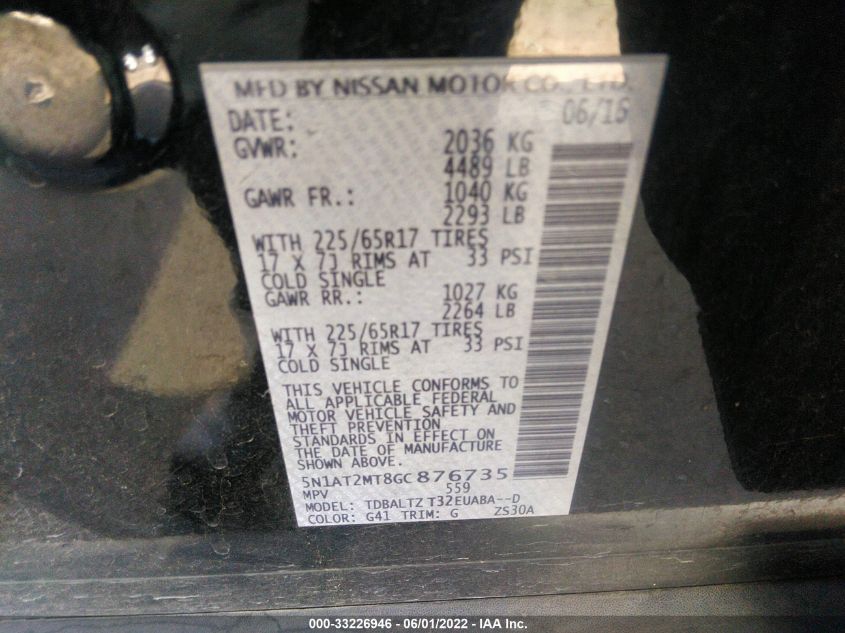 MFD BY NISSAN MOTOR CO., LTD.
DATE: 06/16
GVWR: 2036 KG
4489 LB
GAWR FR.: 1040 KG
2293 LB
WITH 225/65R17 TIRES
17 X 7J RIMS AT 33 PSI
COLD SINGLE
GAWR RR.: 1027 KG
2264 LB
WITH 225/65R17 TIRES
17 X 7J RIMS AT 33 PSI
COLD SINGLE
THIS VEHICLE CONFORMS TO
ALL APPLICABLE FEDERAL
MOTOR VEHICLE SAFETY AND
THEFT PREVENTION
STANDARDS IN EFFECT ON
THE DATE OF MANUFACTURE
SHOWN ABOVE.
5N1AT2MT8GC876735
MPV 559
MODEL: TDBALTZ T32EUABA--D
COLOR: G41 TRIM: G ZS30A
000-33226946 - 06/01/2022 - IAA Inc.